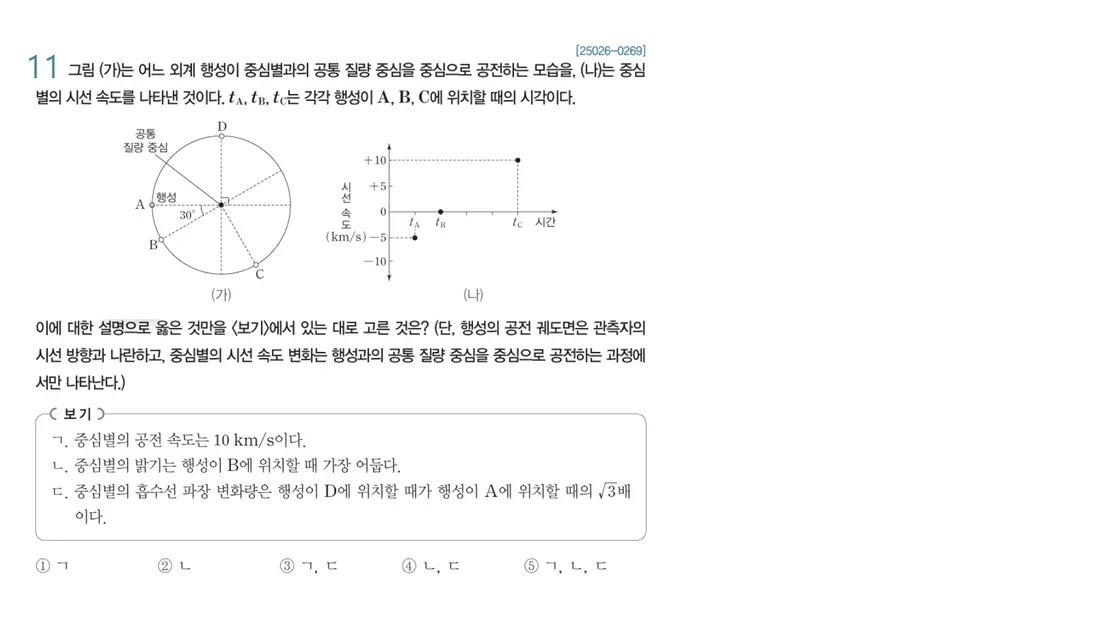 [25026-0269]
11 그림 (가)는 어느 외계 행성이 중심별과의 공통 질량 중심을 중심으로 공전하는 모습을, (나)는 중심
별의 시선 속도를 나타낸 것이다. tA, tB, tC는 각각 행성이 A, B, C에 위치할 때의 시각이다.
D
공통
질량 중심
A
행성
30°
B
C
(가)
시선 속도
(km/s)
+10
+5
0
-5
-10
tA
tB
tC
시간
(나)
이에 대한 설명으로 옳은 것만을 〈보기〉에서 있는 대로 고른 것은? (단, 행성의 공전 궤도면은 관측자의
시선 방향과 나란하고, 중심별의 시선 속도 변화는 행성과의 공통 질량 중심을 중심으로 공전하는 과정에
서만 나타난다.)
보기
ㄱ. 중심별의 공전 속도는 10 km/s이다.
ㄴ. 중심별의 밝기는 행성이 B에 위치할 때 가장 어둡다.
ㄷ. 중심별의 흡수선 파장 변화량은 행성이 D에 위치할 때가 행성이 A에 위치할 때의 √3배
이다.
① ㄱ ② ㄴ ③ ㄱ, ㄷ ④ ㄴ, ㄷ ⑤ ㄱ, ㄴ, ㄷ